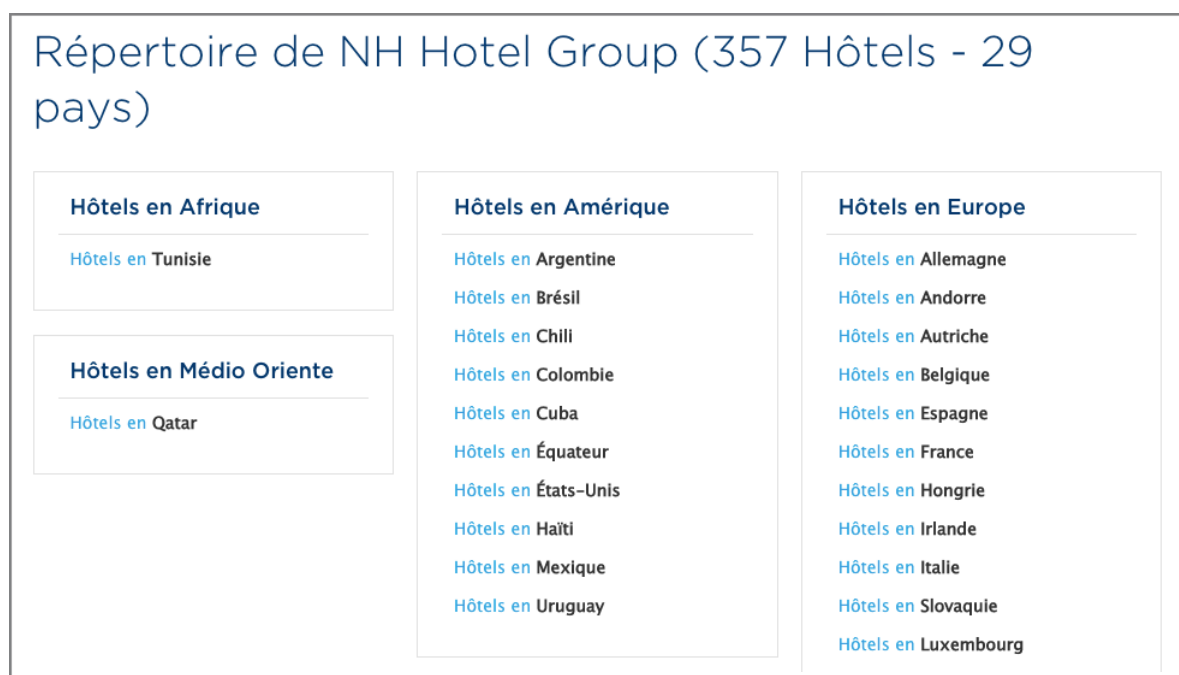 Répertoire de NH Hotel Group (357 Hôtels - 29
pays)
Hôtels en Afrique
Hôtels en Tunisie
Hôtels en Médio Oriente
Hôtels en Qatar
Hôtels en Amérique
Hôtels en Argentine
Hôtels en Brésil
Hôtels en Chili
Hôtels en Colombie
Hôtels en Cuba
Hôtels en Équateur
Hôtels en États-Unis
Hôtels en Haïti
Hôtels en Mexique
Hôtels en Uruguay
Hôtels en Europe
Hôtels en Allemagne
Hôtels en Andorre
Hôtels en Autriche
Hôtels en Belgique
Hôtels en Espagne
Hôtels en France
Hôtels en Hongrie
Hôtels en Irlande
Hôtels en Italie
Hôtels en Slovaquie
Hôtels en Luxembourg